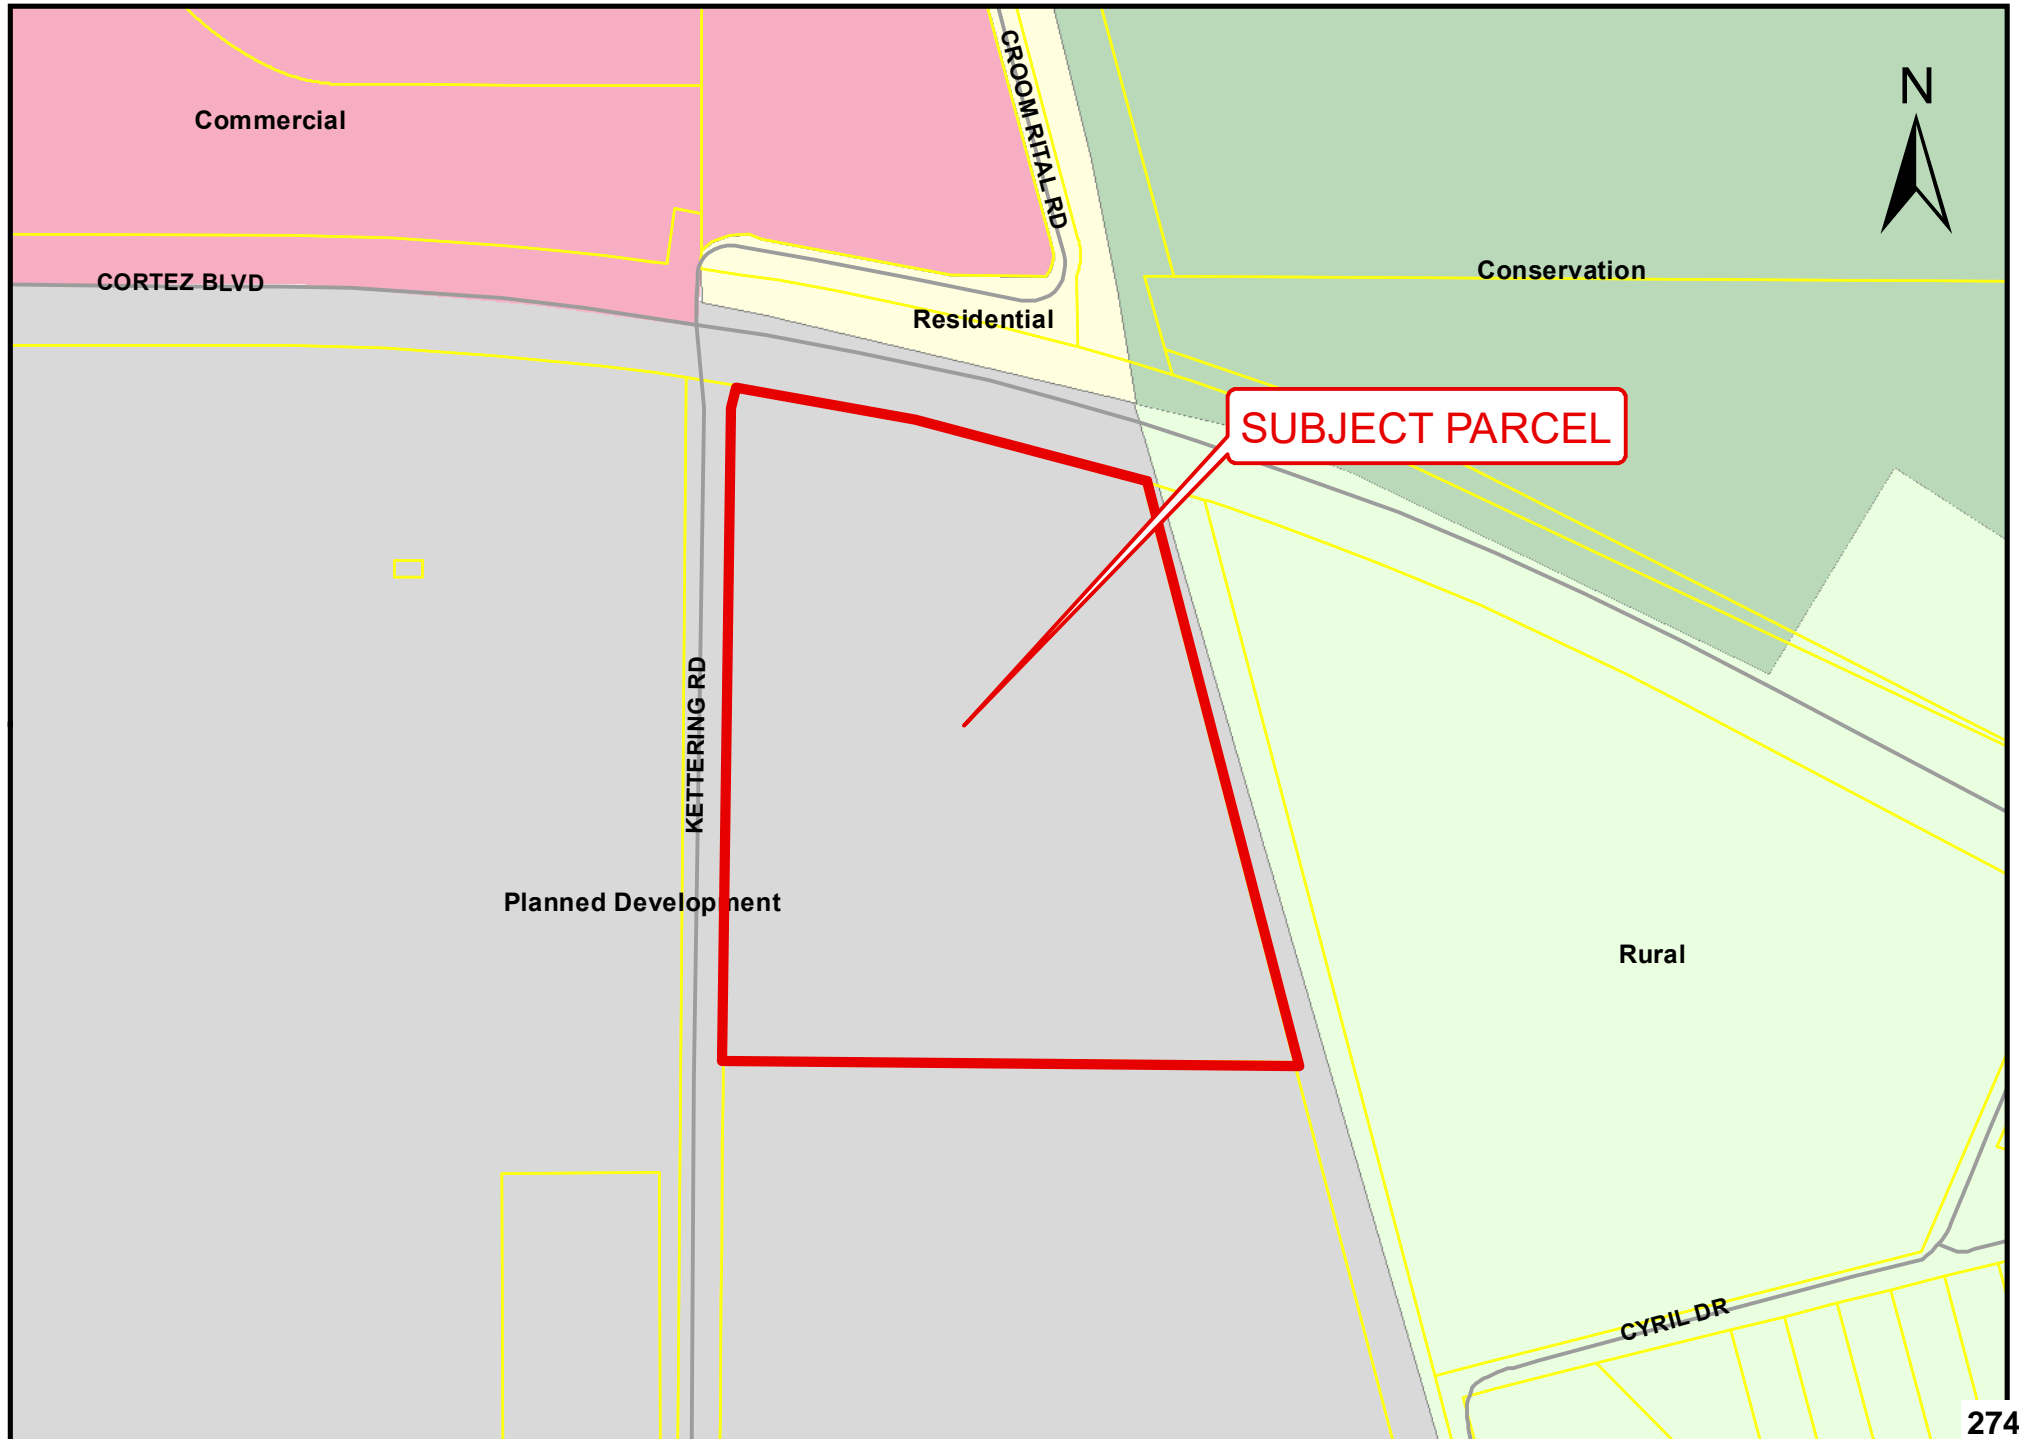 Commercial
CROOM RITAL RD
N
CORTEZ BLVD
Conservation
Residential
SUBJECT PARCEL
KETTERING RD
Planned Development
Rural
CYRIL DR
274